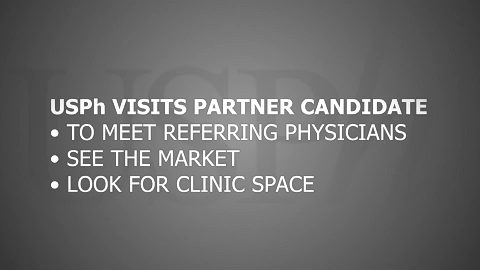 USPh VISITS PARTNER CANDIDATE
• TO MEET REFERRING PHYSICIANS
• SEE THE MARKET
• LOOK FOR CLINIC SPACE